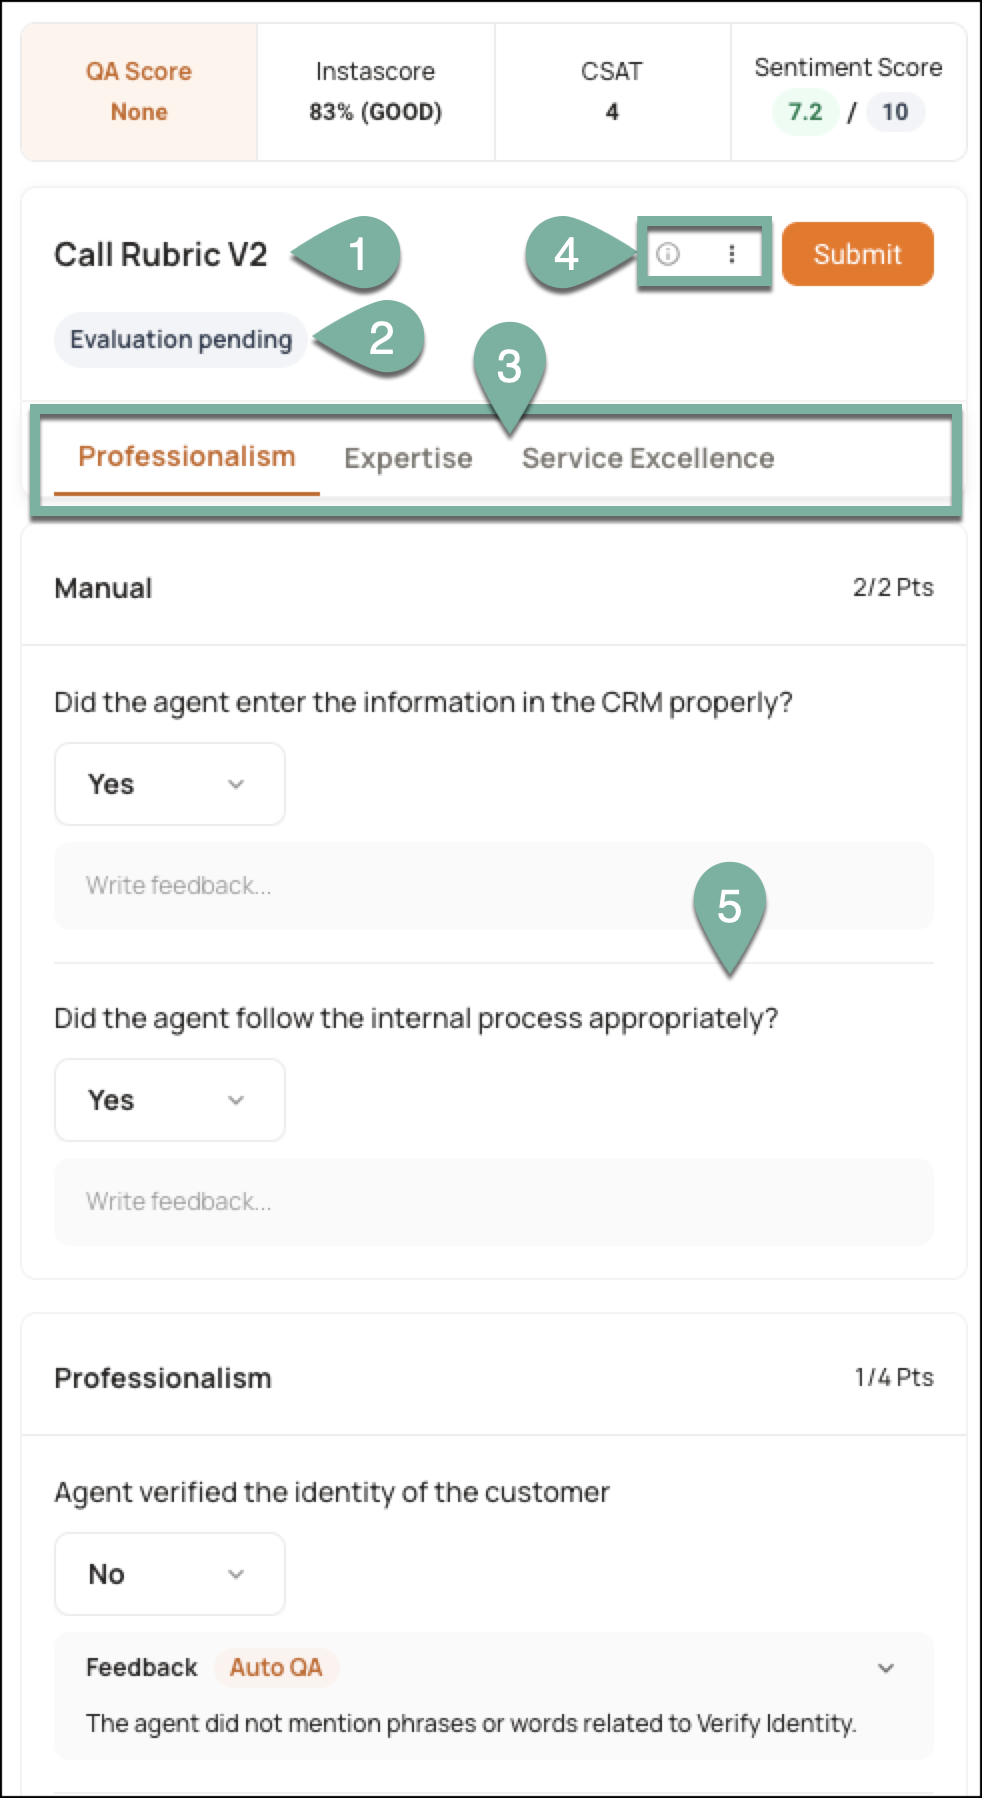 QA Score
None
Instascore
83% (GOOD)
CSAT
4
Sentiment Score
7.2 / 10
Call Rubric V2
1
4
Submit
Evaluation pending
2
3
Professionalism Expertise Service Excellence
Manual 2/2 Pts
Did the agent enter the information in the CRM properly?
Yes
Write feedback...
5
Did the agent follow the internal process appropriately?
Yes
Write feedback...
Professionalism 1/4 Pts
Agent verified the identity of the customer
No
Feedback Auto QA
The agent did not mention phrases or words related to Verify Identity.